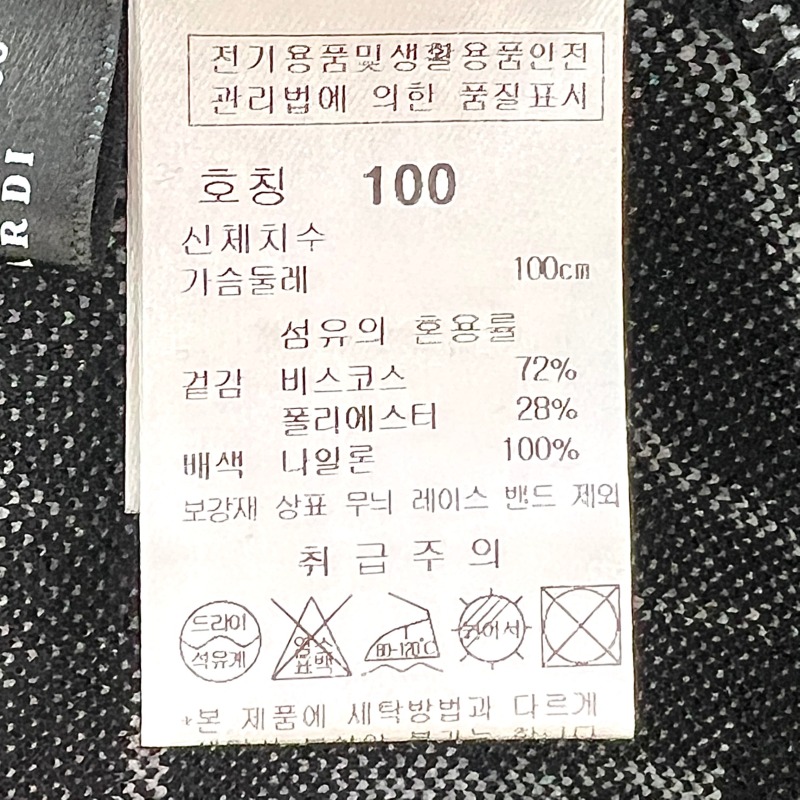 RDI
전기용품및생활용품안전
관리법에 의한 품질표시
호칭 100
신체치수
가슴둘레 100cm
섬유의 혼용률
겉감 비스코스 72%
폴리에스터 28%
배색 나일론 100%
보강재 상표 무늬 레이스 밴드 제외
취급주의
드라이
석유계
염소
표백
80-120℃
뉘어서
*본 제품에 세탁방법과 다르게